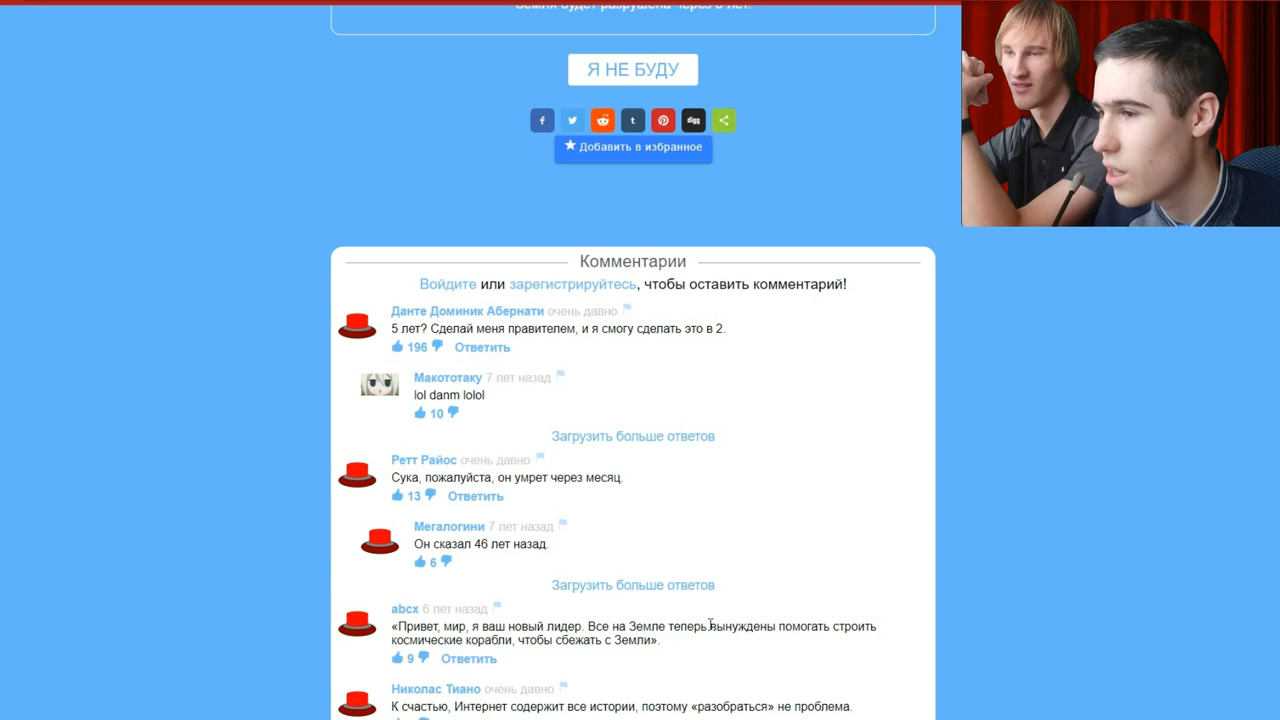 Земля будет разрушена через 5 лет.
Я НЕ БУДУ
f
t
digg
Добавить в избранное
Комментарии
Войдите или зарегистрируйтесь, чтобы оставить комментарий!
Данте Доминик Абернати очень давно
5 лет? Сделай меня правителем, и я смогу сделать это в 2.
196 Ответить
Макототаку 7 лет назад
lol danm lolol
10
Загрузить больше ответов
Ретт Райос очень давно
Сука, пожалуйста, он умрет через месяц.
13 Ответить
Мегалогини 7 лет назад
Он сказал 46 лет назад.
6
Загрузить больше ответов
abcx 6 лет назад
«Привет, мир, я ваш новый лидер. Все на Земле теперь вынуждены помогать строить
космические корабли, чтобы сбежать с Земли».
9 Ответить
Николас Тиано очень давно
К счастью, Интернет содержит все истории, поэтому «разобраться» не проблема.